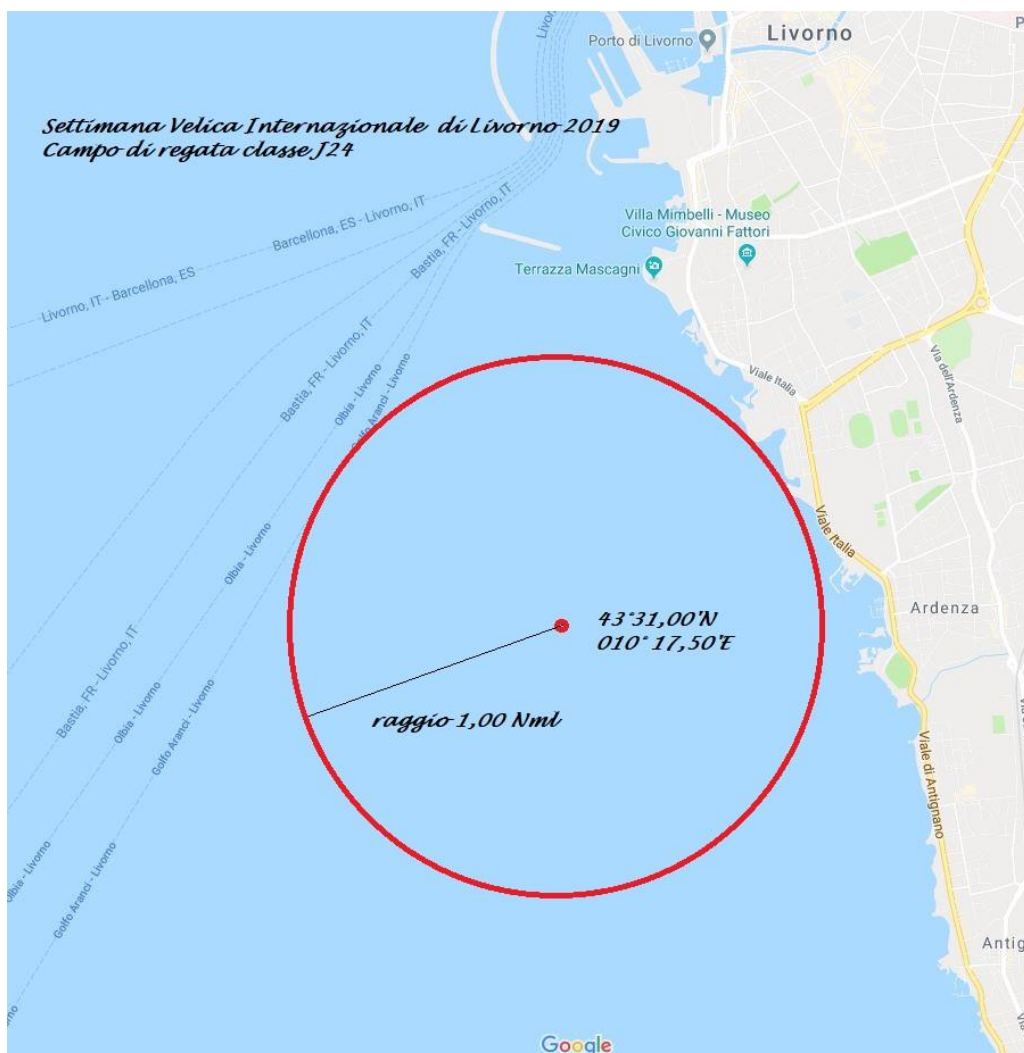 Livorno
Porto di Livorno
P
Livor
Livorno, IT
Settimana Velica Internazionale di Livorno 2019
Campo di regata classe J24
Barcellona, ES - Livorno, IT
Bastia, FR - Livorno, IT
Villa Mimbelli - Museo
Civico Giovanni Fattori
Terrazza Mascagni
Livorno, IT - Barcellona, ES
Bastia, FR - Livorno, IT
Olbia - Livorno
Golfo Aranci - Livorno
Viale Italia
Via dell'Ardenza
Viale Italia
Olbia - Livorno
Ardenza
43°31,00'N
010° 17,50'E
Bastia, FR - Livorno, IT
Olbia - Livorno
Golfo Aranci - Livorno
raggio 1,00 Nml
Viale di Antignano
Olbia - Livorno
Golfo Aranci - Livorno
Antig
Google